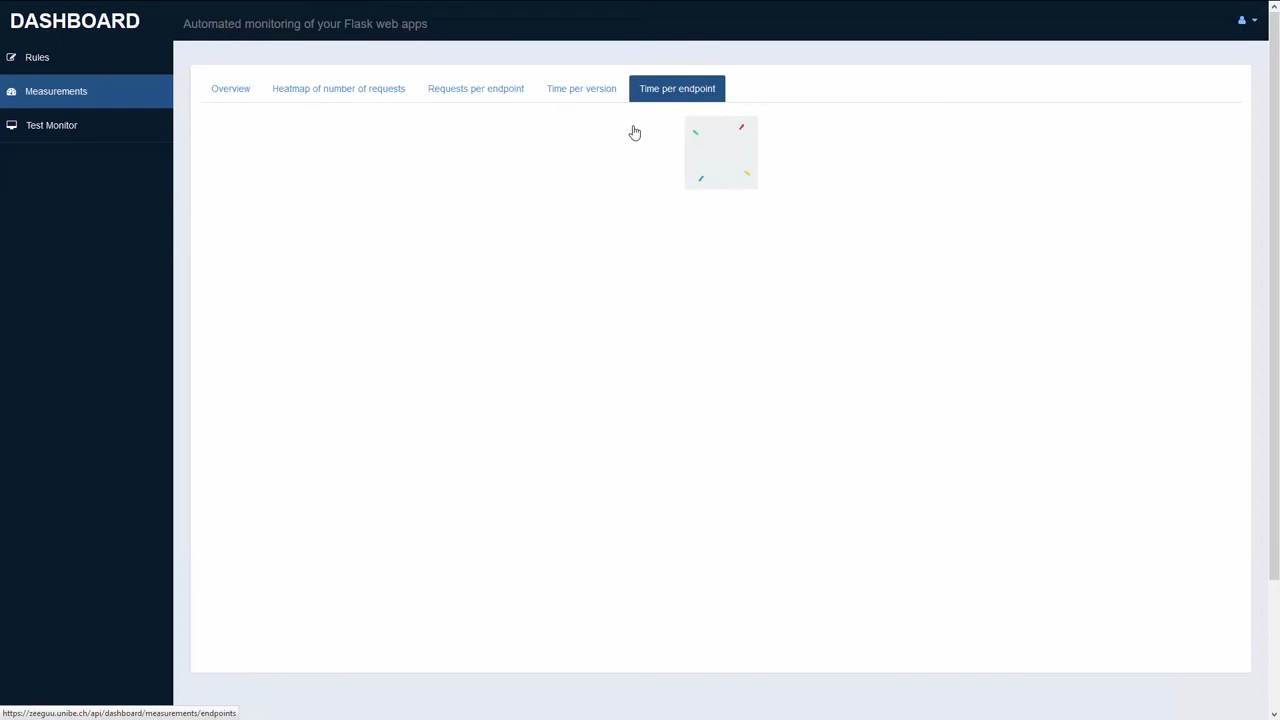 DASHBOARD
Automated monitoring of your Flask web apps
Rules
Measurements
Test Monitor
Overview
Heatmap of number of requests
Requests per endpoint
Time per version
Time per endpoint
https://zeeguu.unibe.ch/api/dashboard/measurements/endpoints